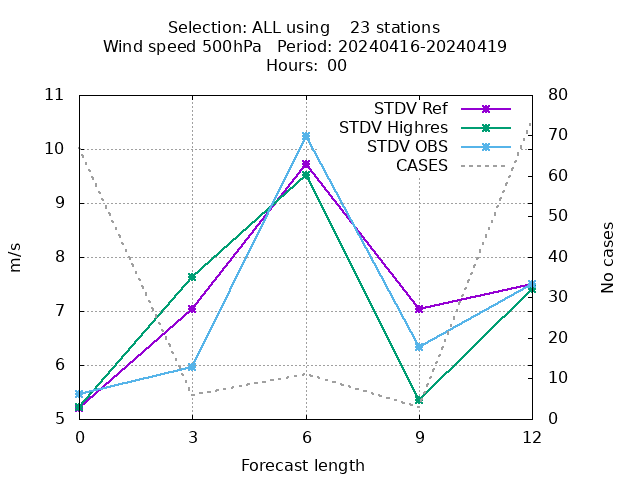 Selection: ALL using    23 stations
Wind speed 500hPa   Period: 20240416-20240419
Hours: 00
11
80
STDV Ref
STDV Highres
70
10
STDV OBS
CASES
60
9
50
m/s
8
40
No cases
30
7
20
6
10
5
0
0 3 6 9 12
Forecast length